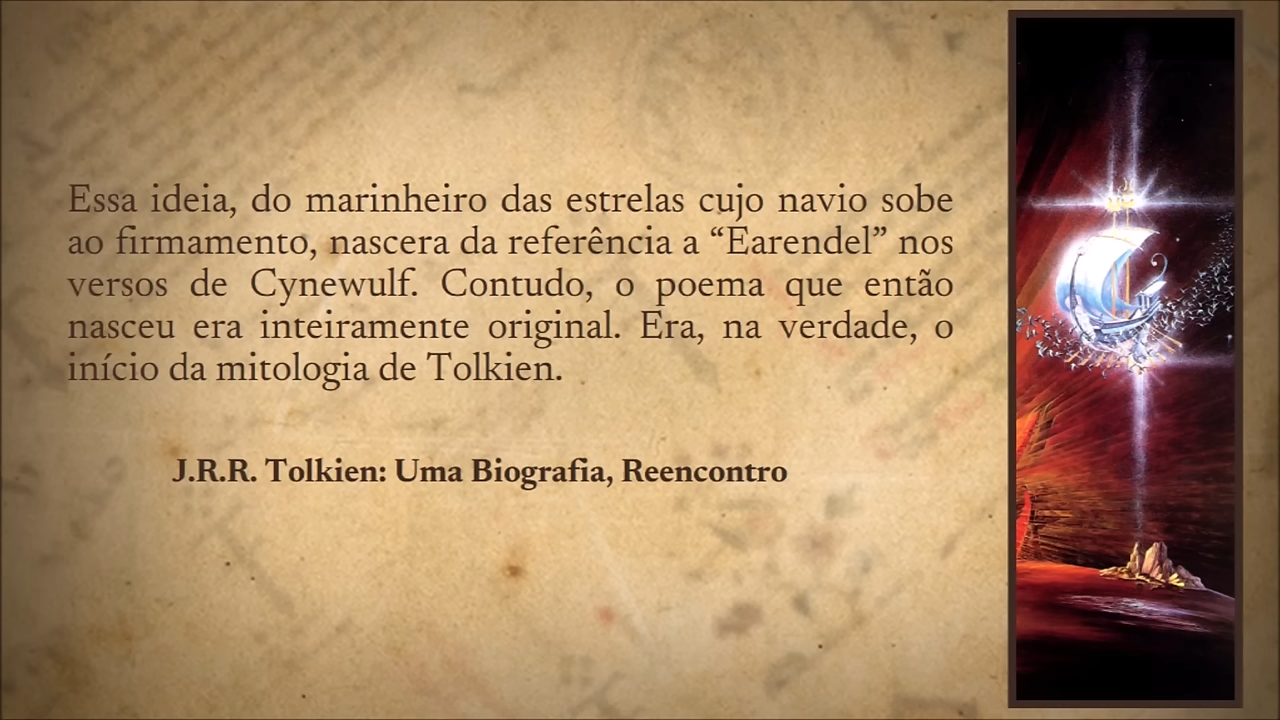 Essa ideia, do marinheiro das estrelas cujo navio sobe
ao firmamento, nascera da referência a “Éarendel” nos
versos de Cynewulf. Contudo, o poema que então
nasceu era inteiramente original. Era, na verdade, o
início da mitologia de Tolkien.
J.R.R. Tolkien: Uma Biografia, Reencontro